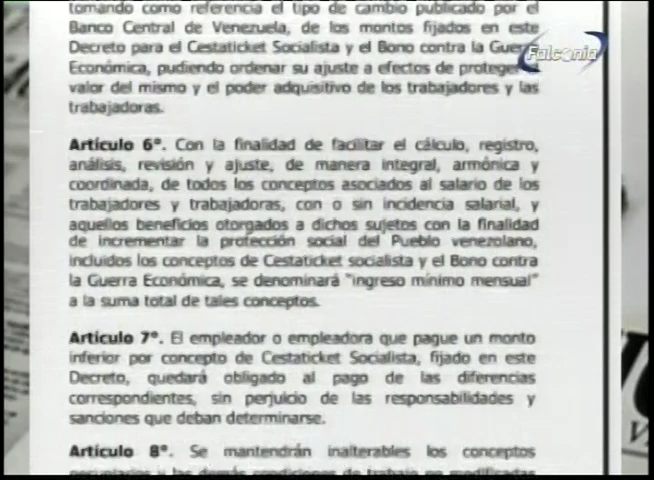 tomando como referencia el tipo de cambio publicado por el
Banco Central de Venezuela, de los montos fijados en este
Decreto para el Cestaticket Socialista y el Bono contra la Guerra
Económica, pudiendo ordenar su ajuste a efectos de proteger el
valor del mismo y el poder adquisitivo de los trabajadores y las
trabajadoras.
Artículo 6°. Con la finalidad de facilitar el cálculo, registro,
análisis, revisión y ajuste, de manera integral, armónica y
coordinada, de todos los conceptos asociados al salario de los
trabajadores y trabajadoras, con o sin incidencia salarial, y
aquellos beneficios otorgados a dichos sujetos con la finalidad
de incrementar la protección social del Pueblo venezolano,
incluidos los conceptos de Cestaticket socialista y el Bono contra
la Guerra Económica, se denominará "ingreso mínimo mensual"
a la suma total de tales conceptos.
Artículo 7°. El empleador o empleadora que pague un monto
inferior por concepto de Cestaticket Socialista, fijado en este
Decreto, quedará obligado al pago de las diferencias
correspondientes, sin perjuicio de las responsabilidades y
sanciones que deban determinarse.
Artículo 8°. Se mantendrán inalterables los conceptos
Falconía